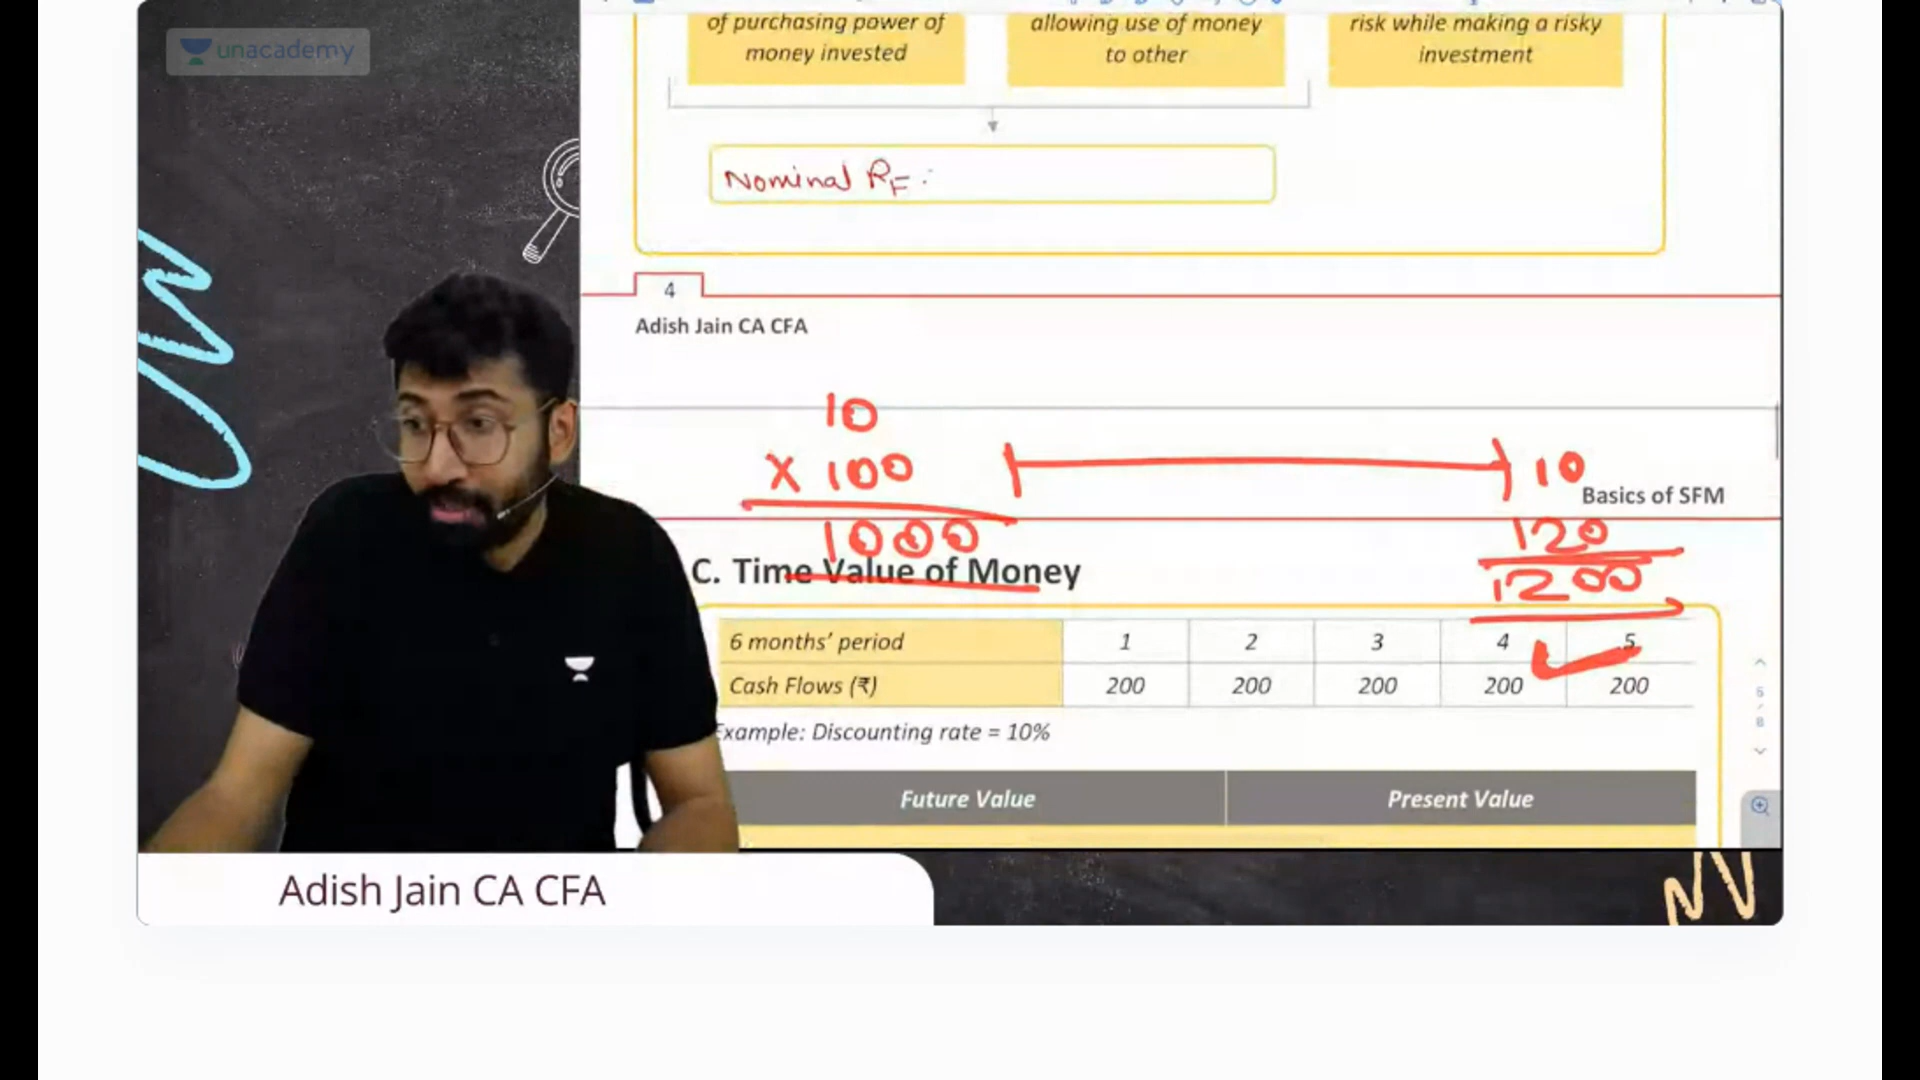 unacademy
of purchasing power of
money invested
allowing use of money
to other
risk while making a risky
investment
Nominal RF :
4
Adish Jain CA CFA
10
X 100
1000
10
120
1200
Basics of SFM
C. Time Value of Money
6 months’ period 1 2 3 4 5
Cash Flows (₹) 200 200 200 200 200
Example: Discounting rate = 10%
Future Value Present Value
Adish Jain CA CFA